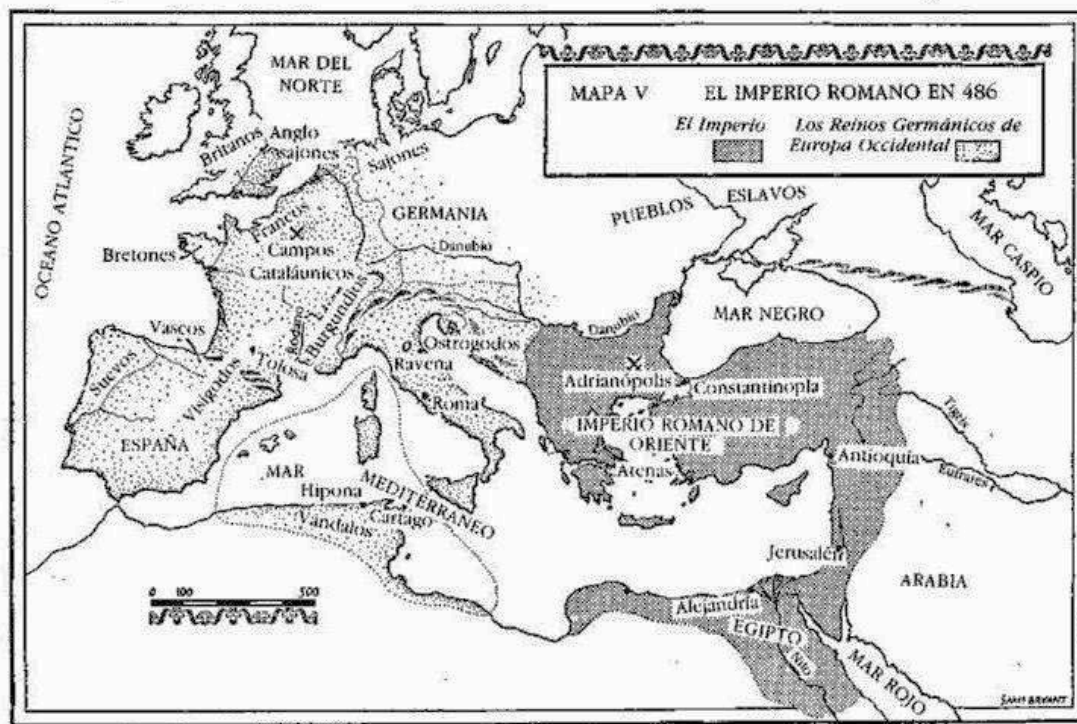 MAPA V EL IMPERIO ROMANO EN 486
El Imperio Los Reinos Germánicos de
Europa Occidental
MAR DEL
NORTE
OCEANO ATLANTICO
Britanos
Anglo
sajones
Sajones
GERMANIA
PUEBLOS ESLAVOS
MAR CASPIO
Francos
Campos
Cataláunicos
Bretones
Danubio
MAR NEGRO
Burgundios
Ródano
Vascos
Suevos
Visigodos
Tolosa
Ostrogodos
Ravena
Roma
Danubio
Adrianópolis
Constantinopla
IMPERIO ROMANO DE
ORIENTE
Atenas
Tigris
Antioquía
Eufrates
ESPAÑA
MAR
MEDITERRANEO
Hipona
Cartago
Vándalos
Jerusalén
ARABIA
0 100 500
Alejandría
EGIPTO
Nilo
MAR ROJO
SAM BRYANT